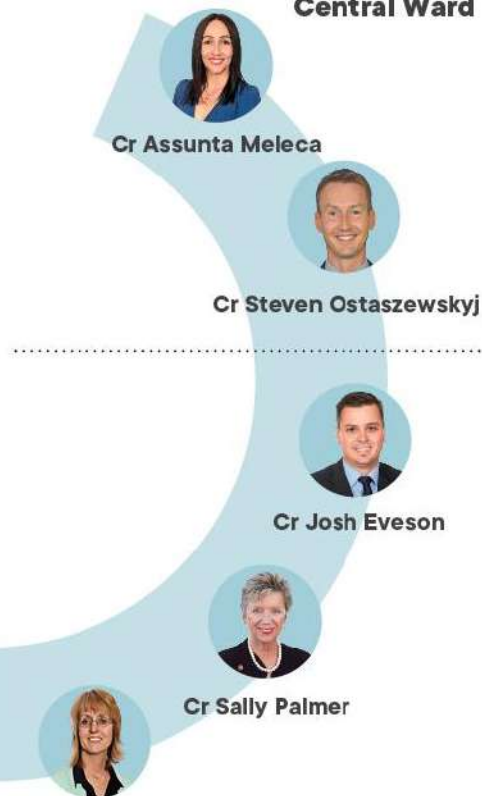 Central Ward
Cr Assunta Meleca
Cr Steven Ostaszewskyj
Cr Josh Eveson
Cr Sally Palmer